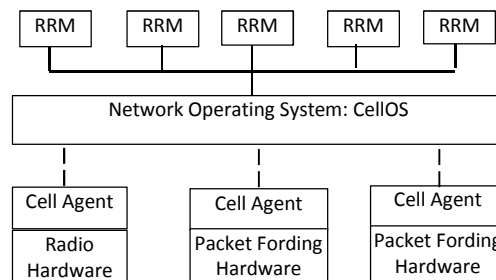 RRM RRM RRM RRM RRM
Network Operating System: CellOS
Cell Agent Cell Agent Cell Agent
Radio Packet Fording Packet Fording
Hardware Hardware Hardware